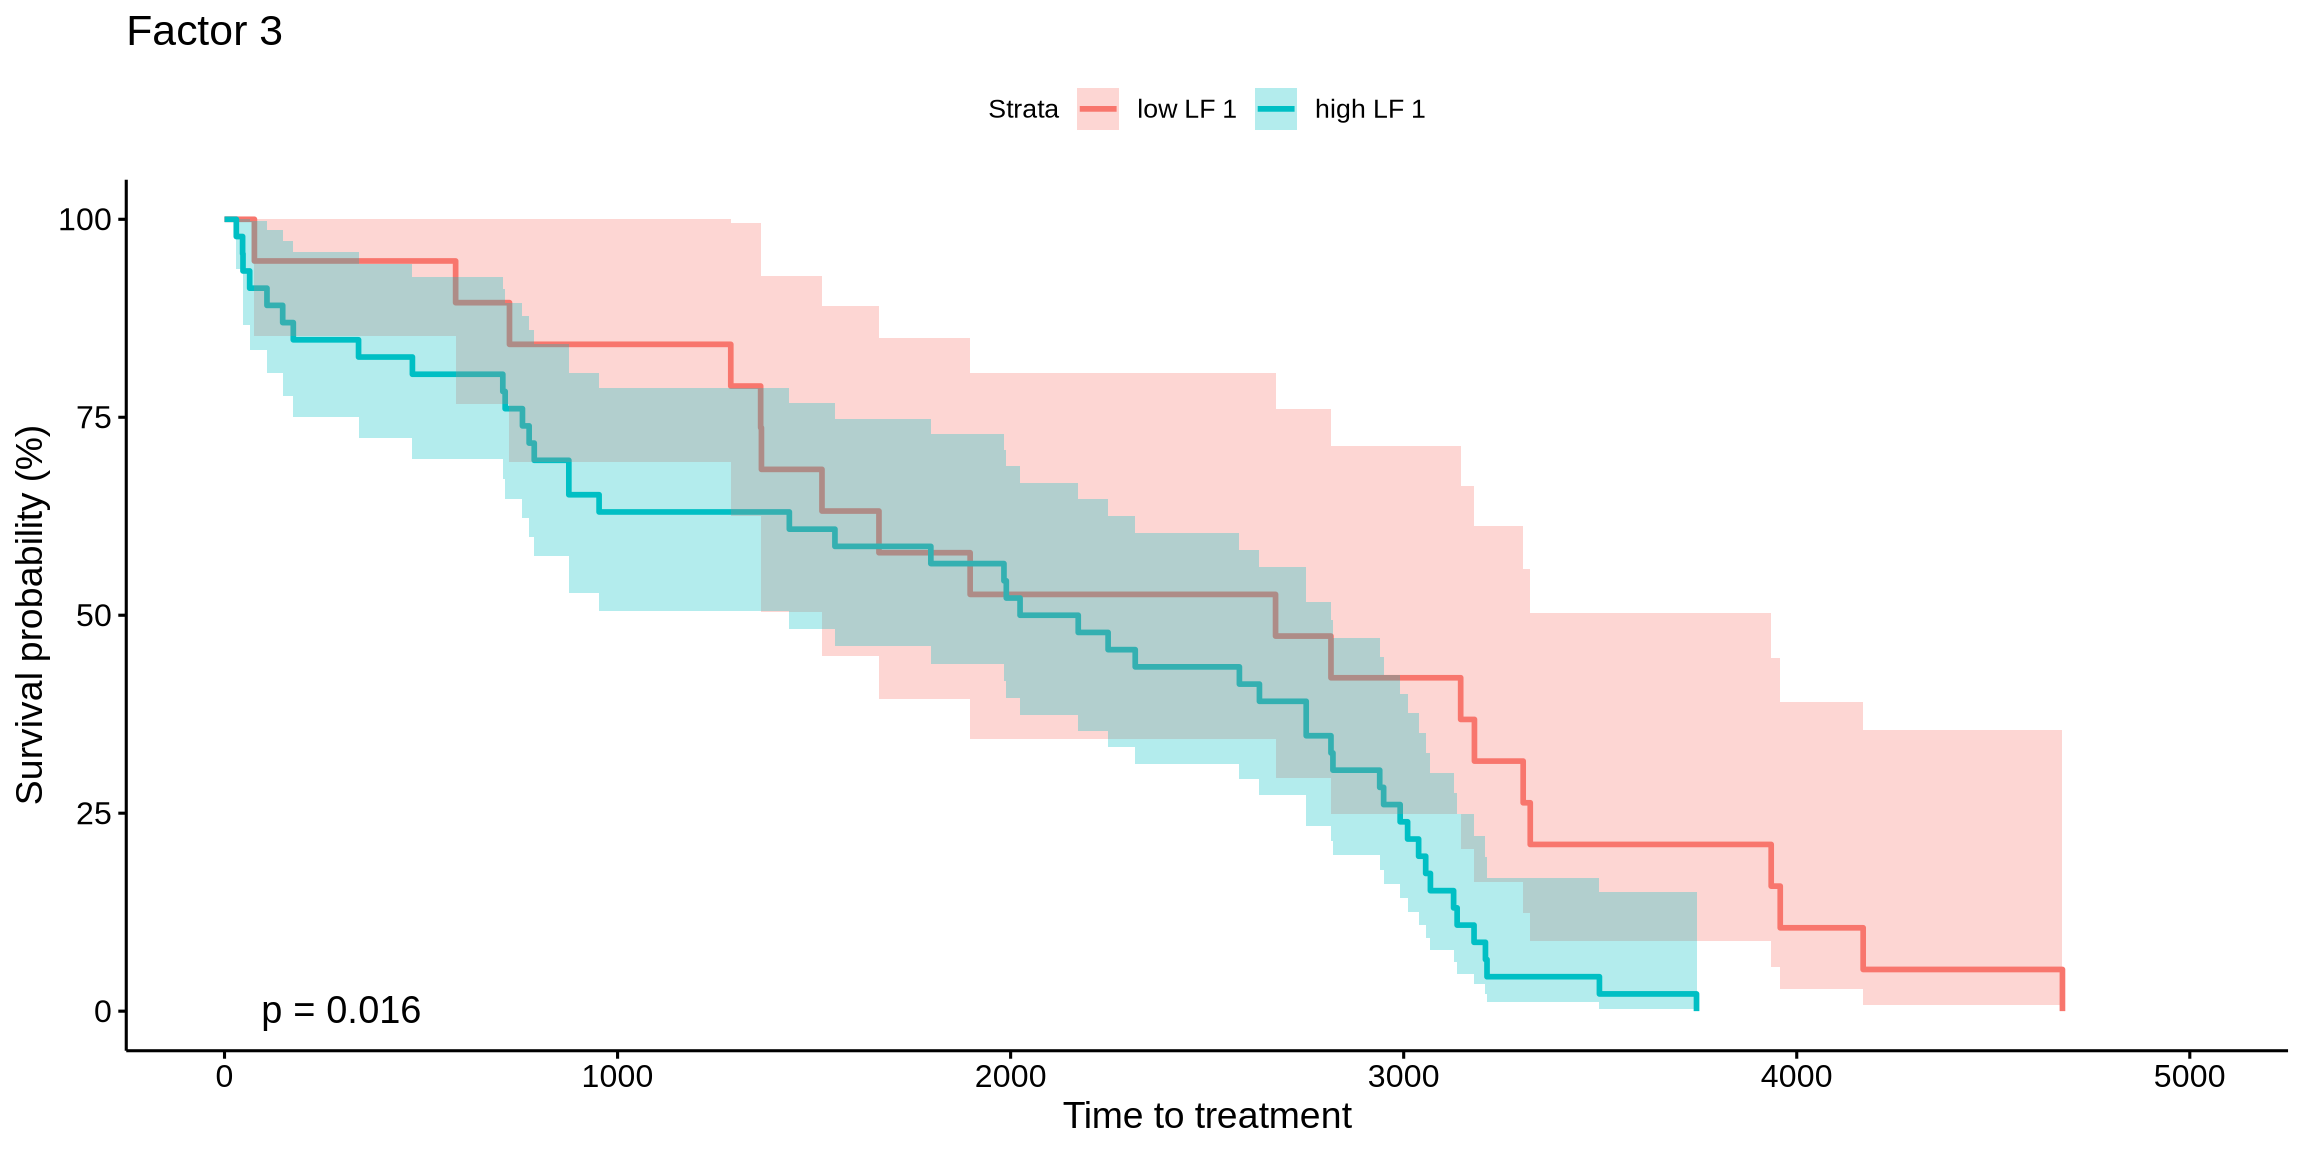 Factor 3
Strata low LF 1 high LF 1
Survival probability (%)
100
75
50
25
0
p = 0.016
0 1000 2000 3000 4000 5000
Time to treatment